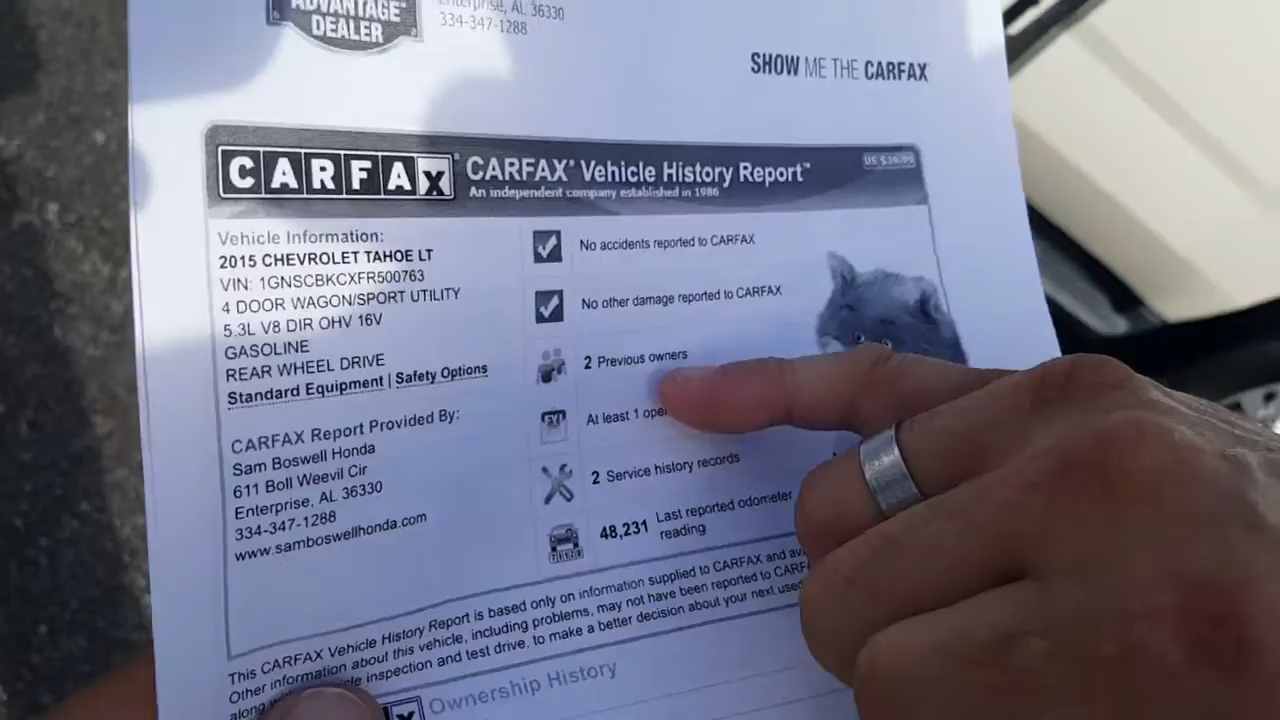 ADVANTAGE
DEALER
Enterprise, AL 36330
334-347-1288
SHOW ME THE CARFAX
CARFAX
CARFAX® Vehicle History Report™
An independent company established in 1986
US $39.99
Vehicle Information:
2015 CHEVROLET TAHOE LT
VIN: 1GNSCBKCXFR500763
4 DOOR WAGON/SPORT UTILITY
5.3L V8 DIR OHV 16V
GASOLINE
REAR WHEEL DRIVE
Standard Equipment | Safety Options
CARFAX Report Provided By:
Sam Boswell Honda
611 Boll Weevil Cir
Enterprise, AL 36330
334-347-1288
www.samboswellhonda.com
No accidents reported to CARFAX
No other damage reported to CARFAX
2 Previous owners
FYI
At least 1
2 Service history records
48,231 Last reported odometer
reading
This CARFAX Vehicle History Report is based only on information supplied to CARFAX and
Other information about this vehicle, including problems, may not have been reported to
along inspection and test drive, to make a better decision about your next
Ownership History